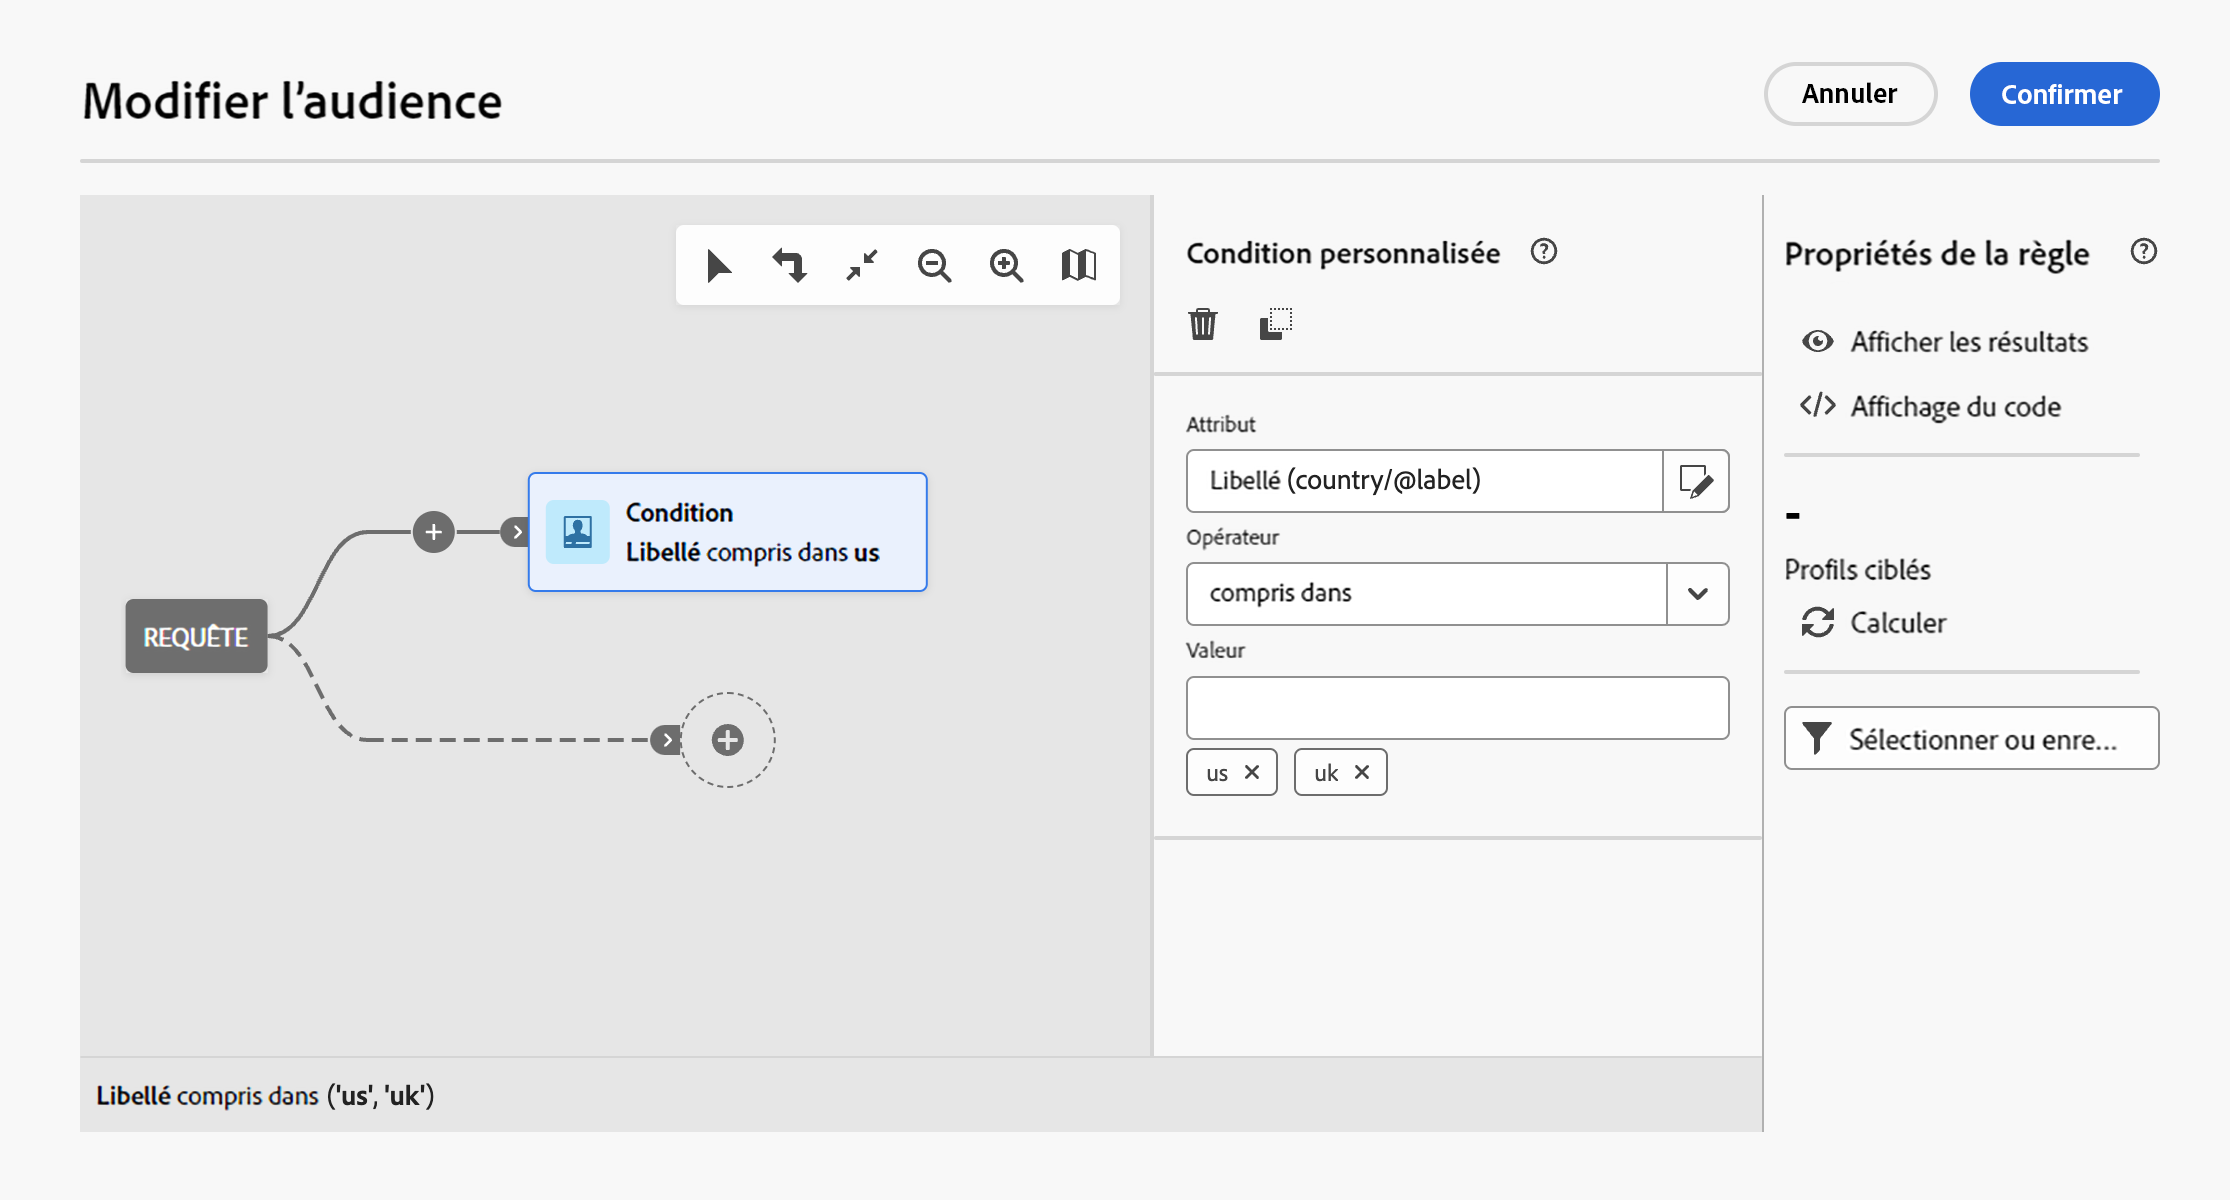 Modifier l’audience
Annuler
Confirmer
Condition
Libellé compris dans us
REQUÊTE
Condition personnalisée
Attribut
Libellé (country/@label)
Opérateur
compris dans
Valeur
us
uk
Libellé compris dans ('us', 'uk')
Propriétés de la règle
Afficher les résultats
Affichage du code
-
Profils ciblés
Calculer
Sélectionner ou enre...